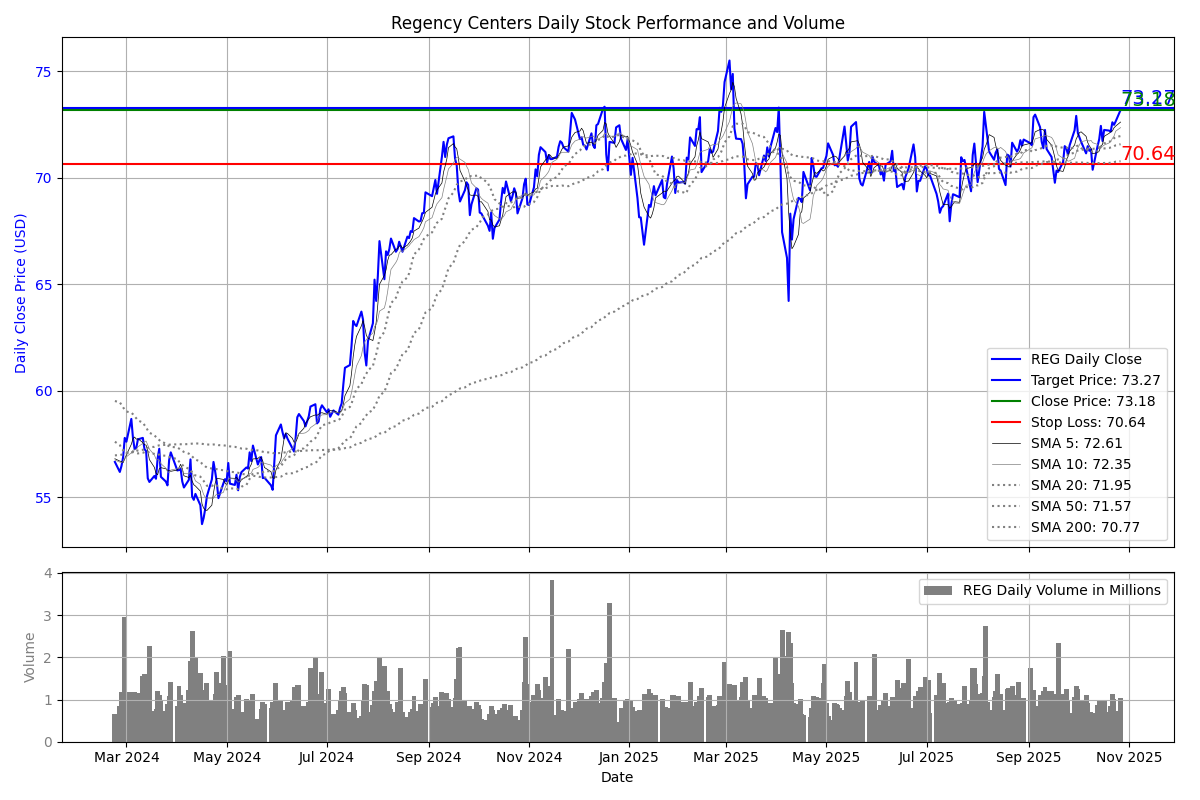 Regency Centers Daily Stock Performance and Volume
Daily Close Price (USD)
75
70
65
60
55
73.27
73.18
70.64
REG Daily Close
Target Price: 73.27
Close Price: 73.18
Stop Loss: 70.64
SMA 5: 72.61
SMA 10: 72.35
SMA 20: 71.95
SMA 50: 71.57
SMA 200: 70.77
Volume
4
3
2
1
0
REG Daily Volume in Millions
Mar 2024 May 2024 Jul 2024 Sep 2024 Nov 2024 Jan 2025 Mar 2025 May 2025 Jul 2025 Sep 2025 Nov 2025
Date